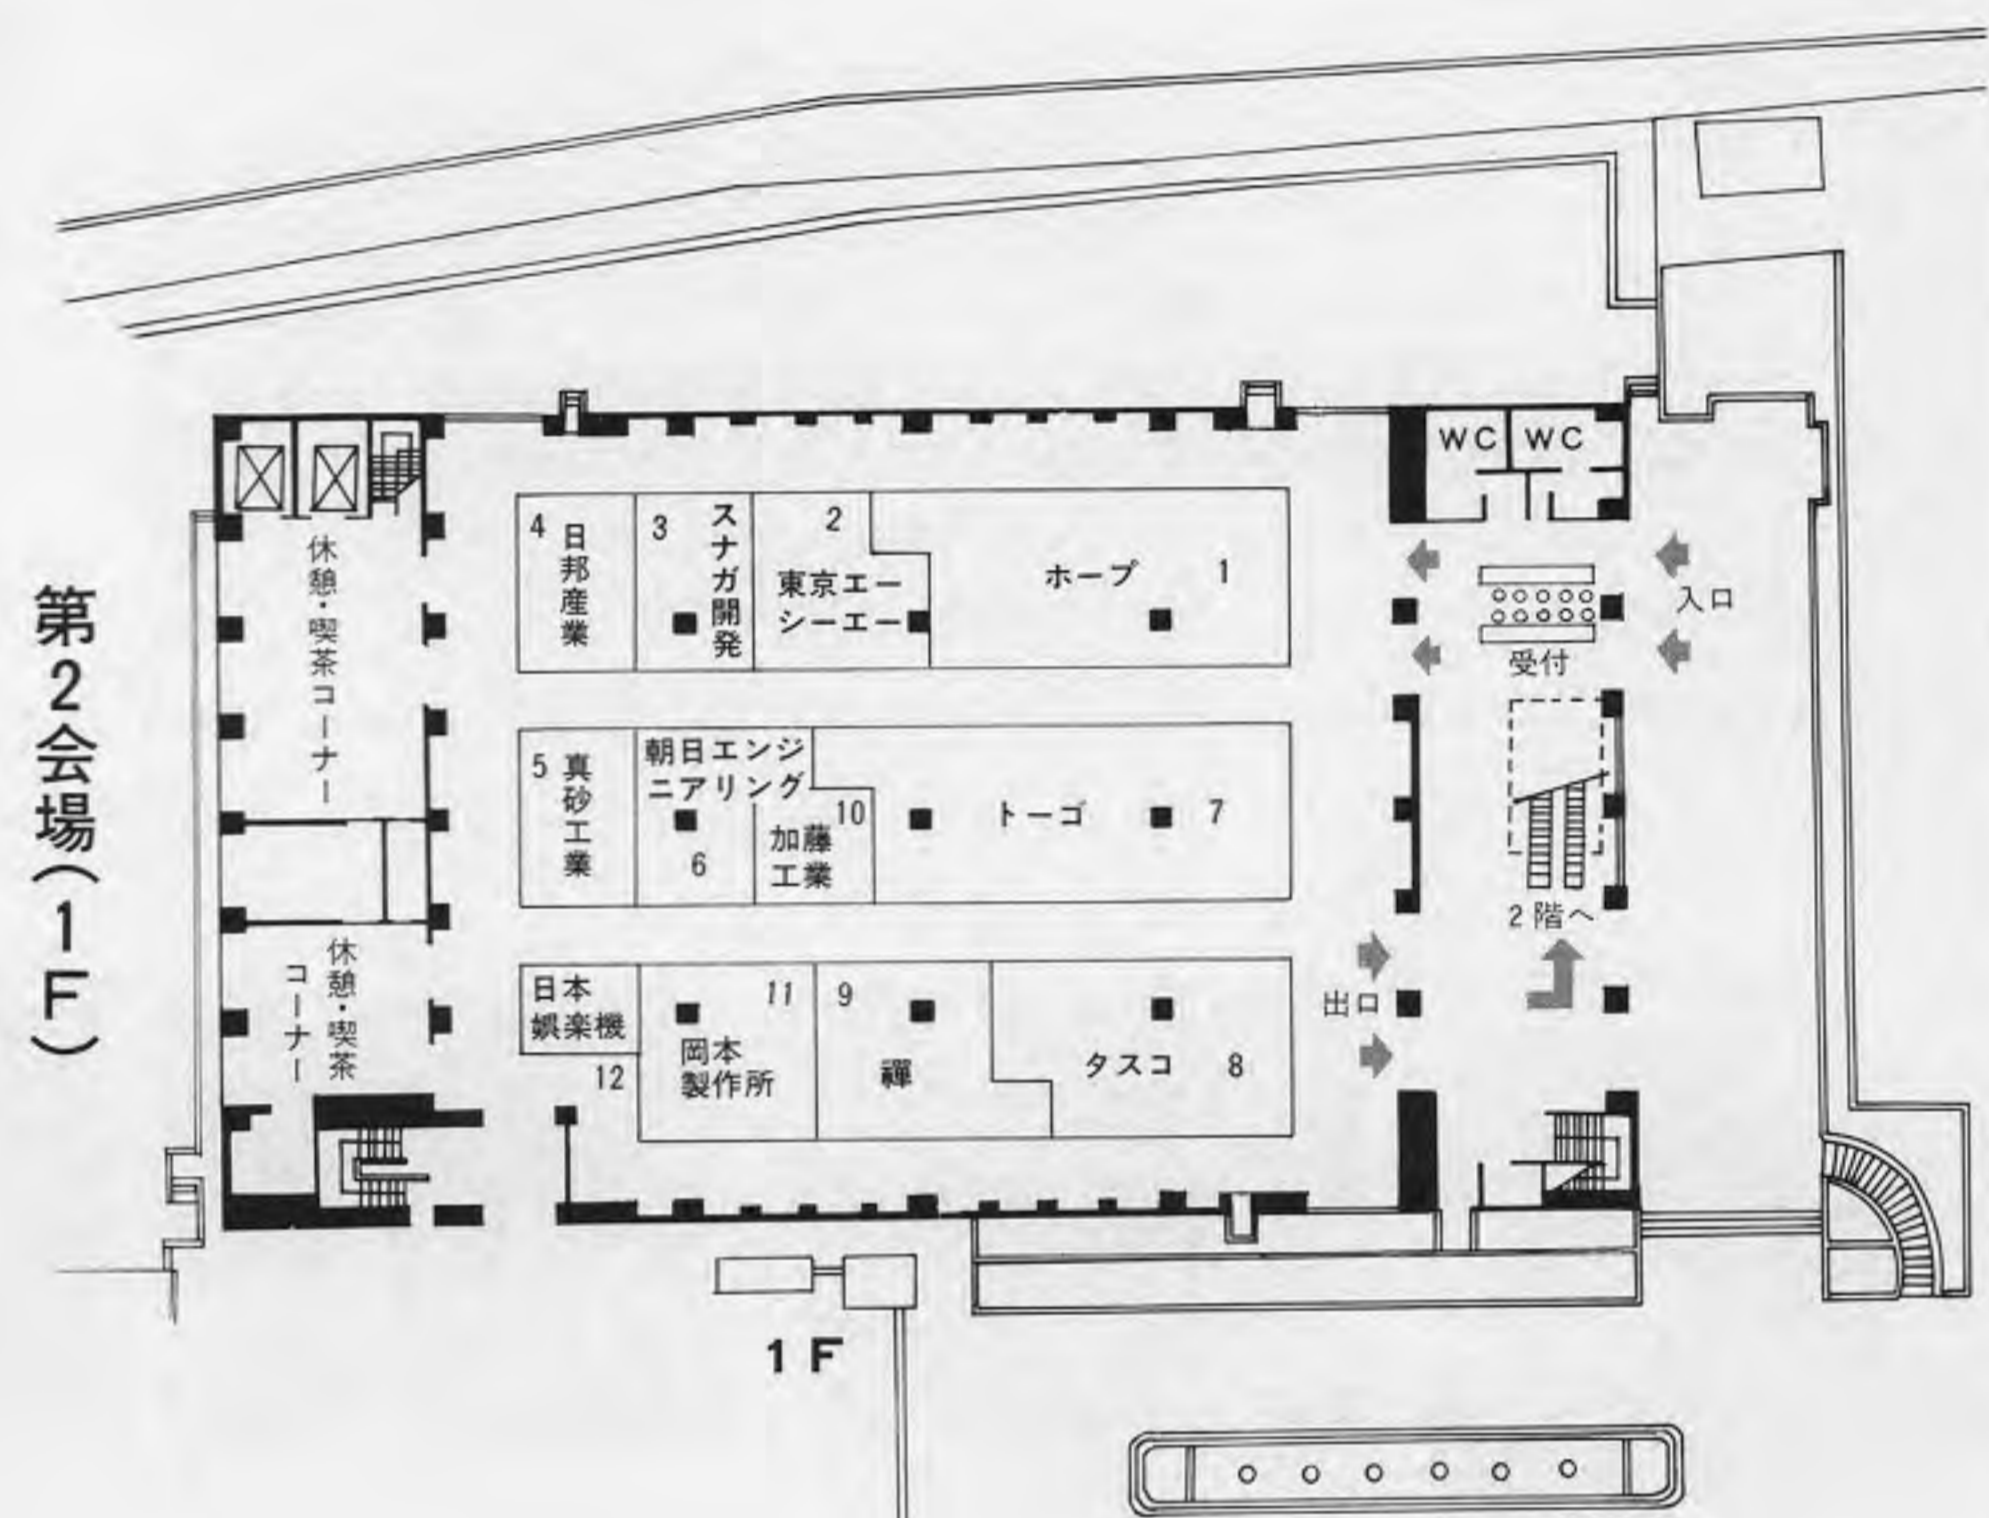 第2会場(1F)
WC
WC
休憩・喫茶コーナー
4
日邦産業
3
スナガ開発
2
東京エー
シーエー
ホープ
1
入口
受付
5
真砂工業
朝日エンジ
ニアリング
6
10
加藤
工業
トーゴ
7
2階へ
休憩・喫茶
コーナー
日本
娯楽機
12
11
岡本
製作所
9
禪
タスコ
8
出口
1F